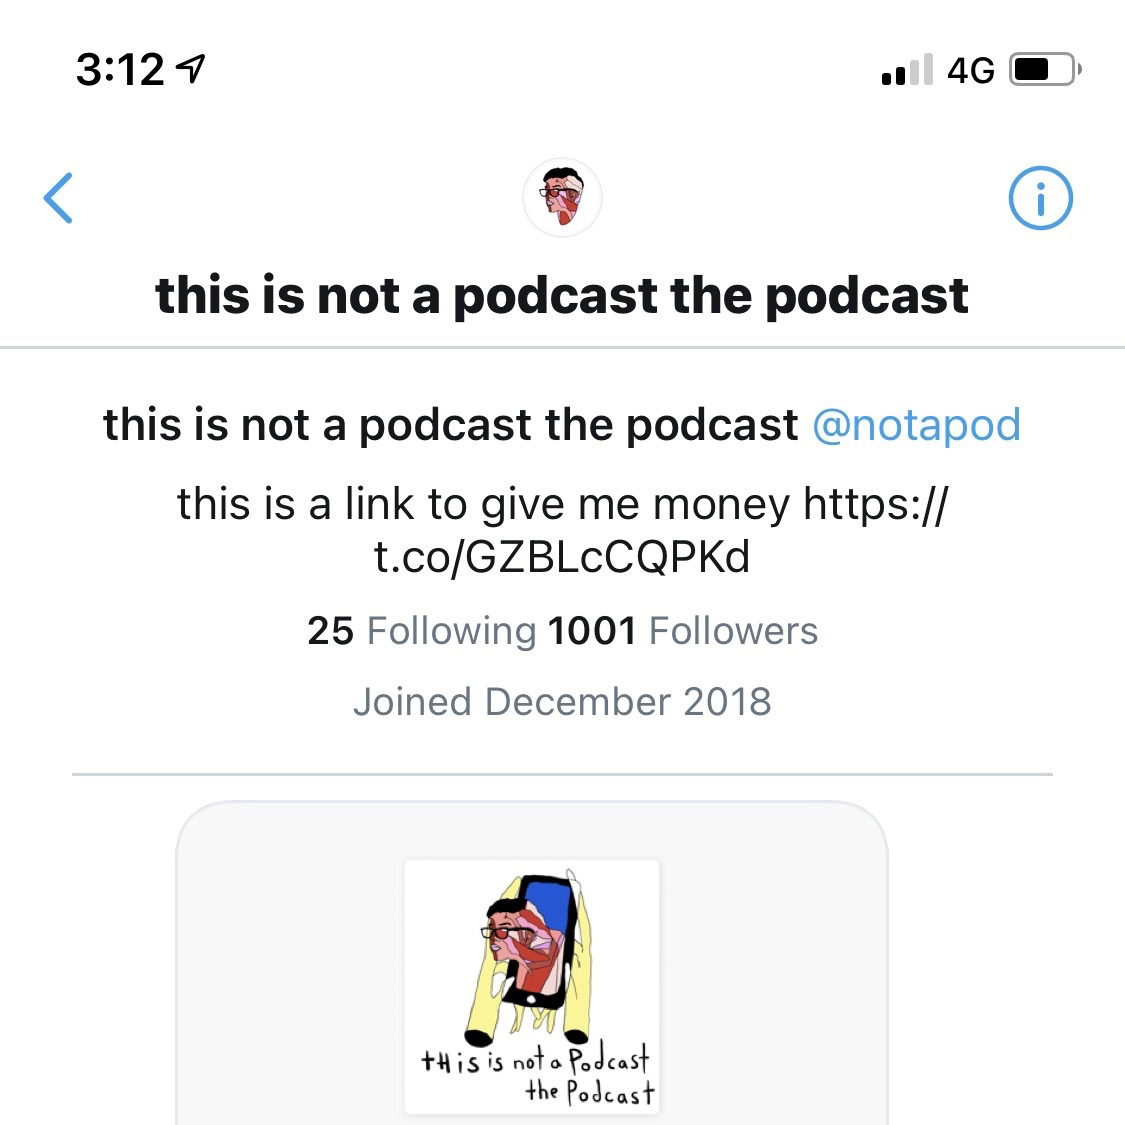 3:12
4G
this is not a podcast the podcast
this is not a podcast the podcast @notapod
this is a link to give me money https://
t.co/GZBLcCQPKd
25 Following 1001 Followers
Joined December 2018
tHis is not a Podcast
the Podcast